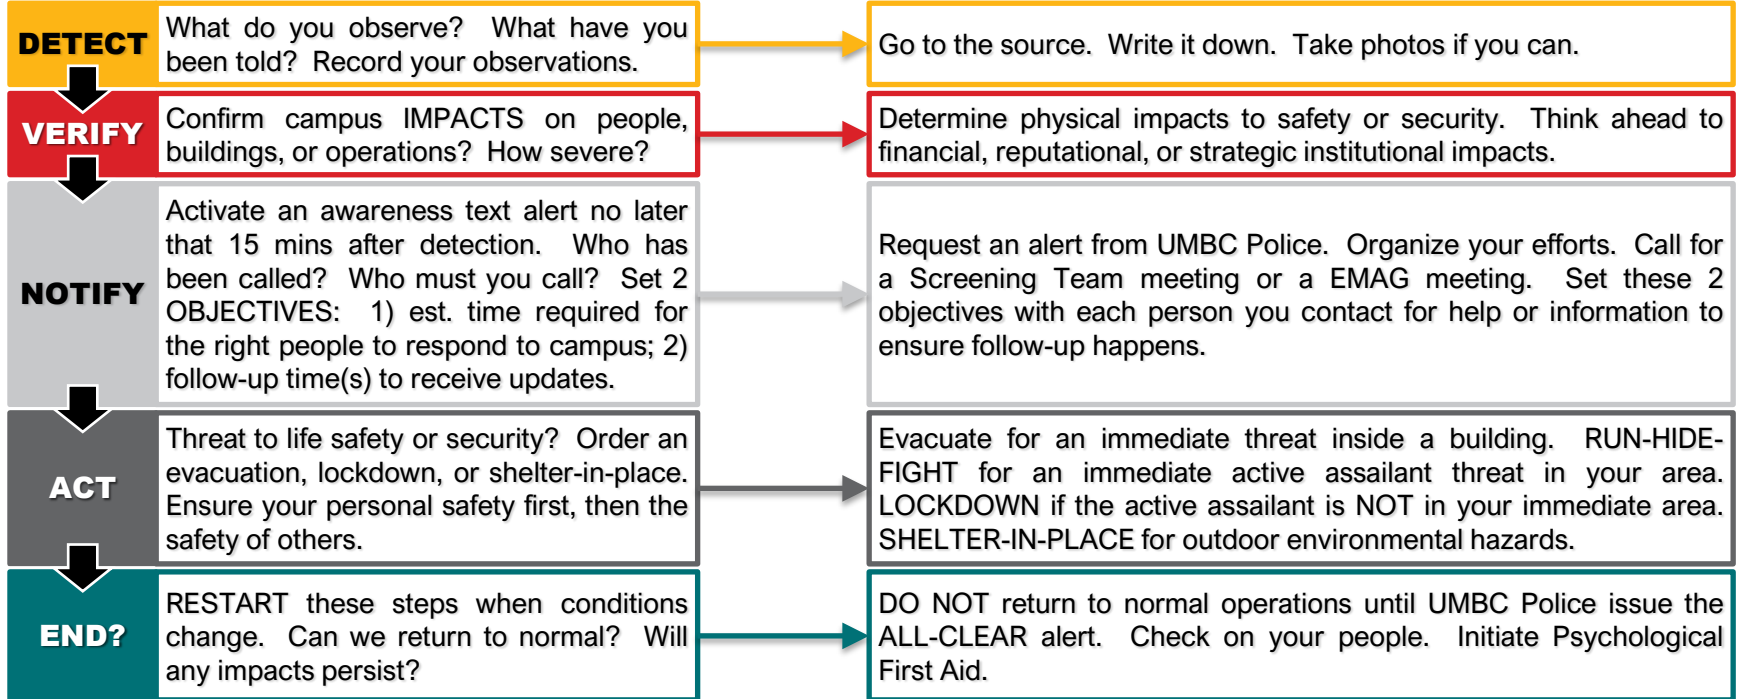 DETECT
What do you observe? What have you
been told? Record your observations.
Go to the source. Write it down. Take photos if you can.
VERIFY
Confirm campus IMPACTS on people,
buildings, or operations? How severe?
Determine physical impacts to safety or security. Think ahead to
financial, reputational, or strategic institutional impacts.
NOTIFY
Activate an awareness text alert no later
that 15 mins after detection. Who has
been called? Who must you call? Set 2
OBJECTIVES: 1) est. time required for
the right people to respond to campus; 2)
follow-up time(s) to receive updates.
Request an alert from UMBC Police. Organize your efforts. Call for
a Screening Team meeting or a EMAG meeting. Set these 2
objectives with each person you contact for help or information to
ensure follow-up happens.
ACT
Threat to life safety or security? Order an
evacuation, lockdown, or shelter-in-place.
Ensure your personal safety first, then the
safety of others.
Evacuate for an immediate threat inside a building. RUN-HIDE-
FIGHT for an immediate active assailant threat in your area.
LOCKDOWN if the active assailant is NOT in your immediate area.
SHELTER-IN-PLACE for outdoor environmental hazards.
END?
RESTART these steps when conditions
change. Can we return to normal? Will
any impacts persist?
DO NOT return to normal operations until UMBC Police issue the
ALL-CLEAR alert. Check on your people. Initiate Psychological
First Aid.